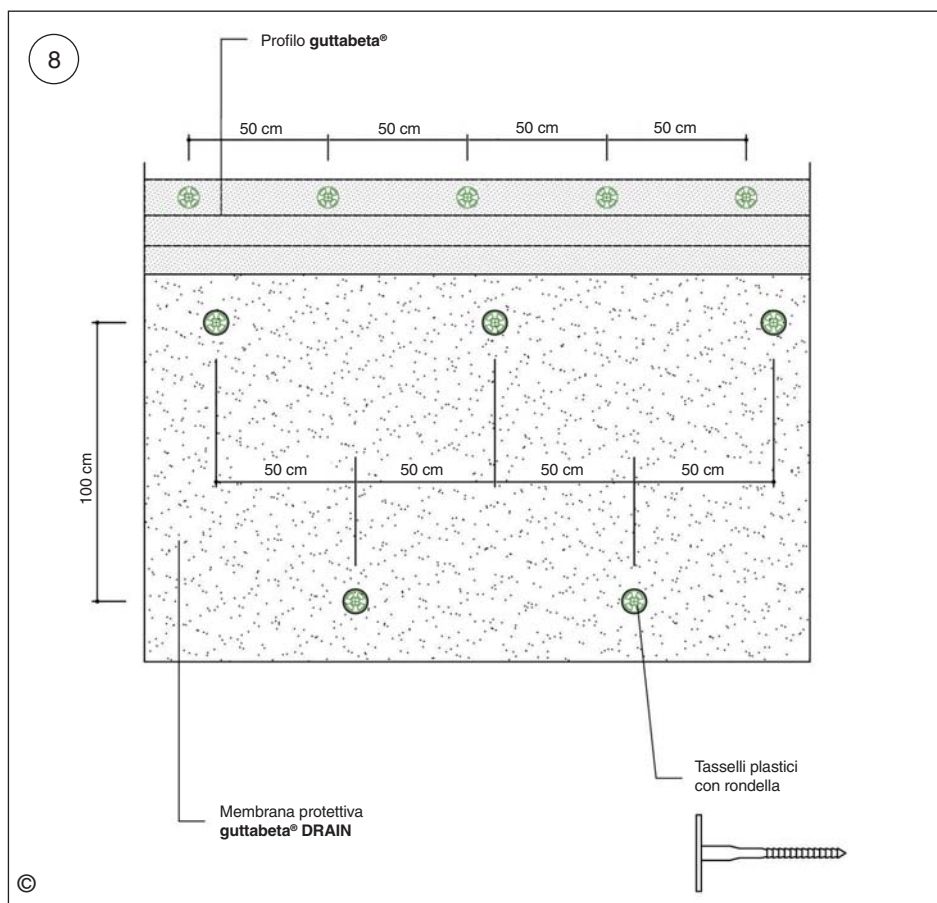 8
Profilo guttabeta®
50 cm 50 cm 50 cm 50 cm
100 cm
50 cm 50 cm 50 cm 50 cm
Tasselli plastici
con rondella
Membrana protettiva
guttabeta® DRAIN
©